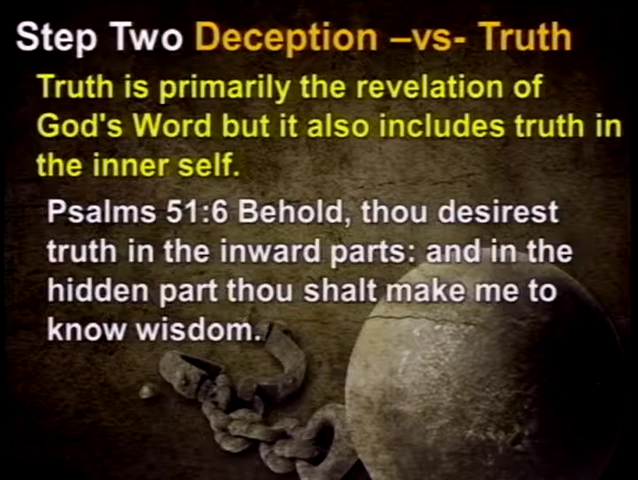 Step Two Deception –vs- Truth
Truth is primarily the revelation of
God's Word but it also includes truth in
the inner self.
Psalms 51:6 Behold, thou desirest
truth in the inward parts: and in the
hidden part thou shalt make me to
know wisdom.